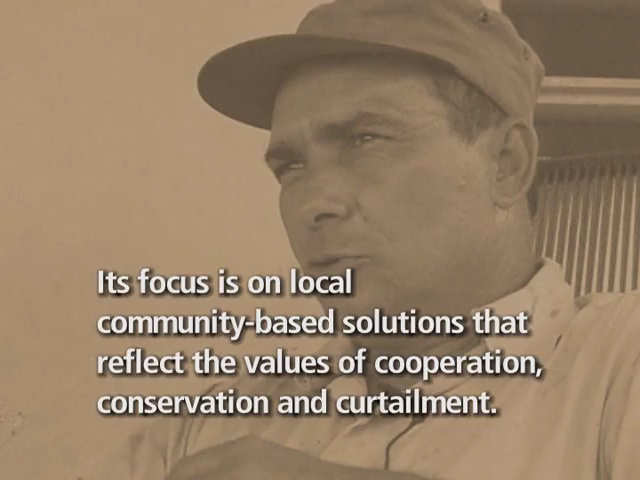 Its focus is on local
community-based solutions that
reflect the values of cooperation,
conservation and curtailment.